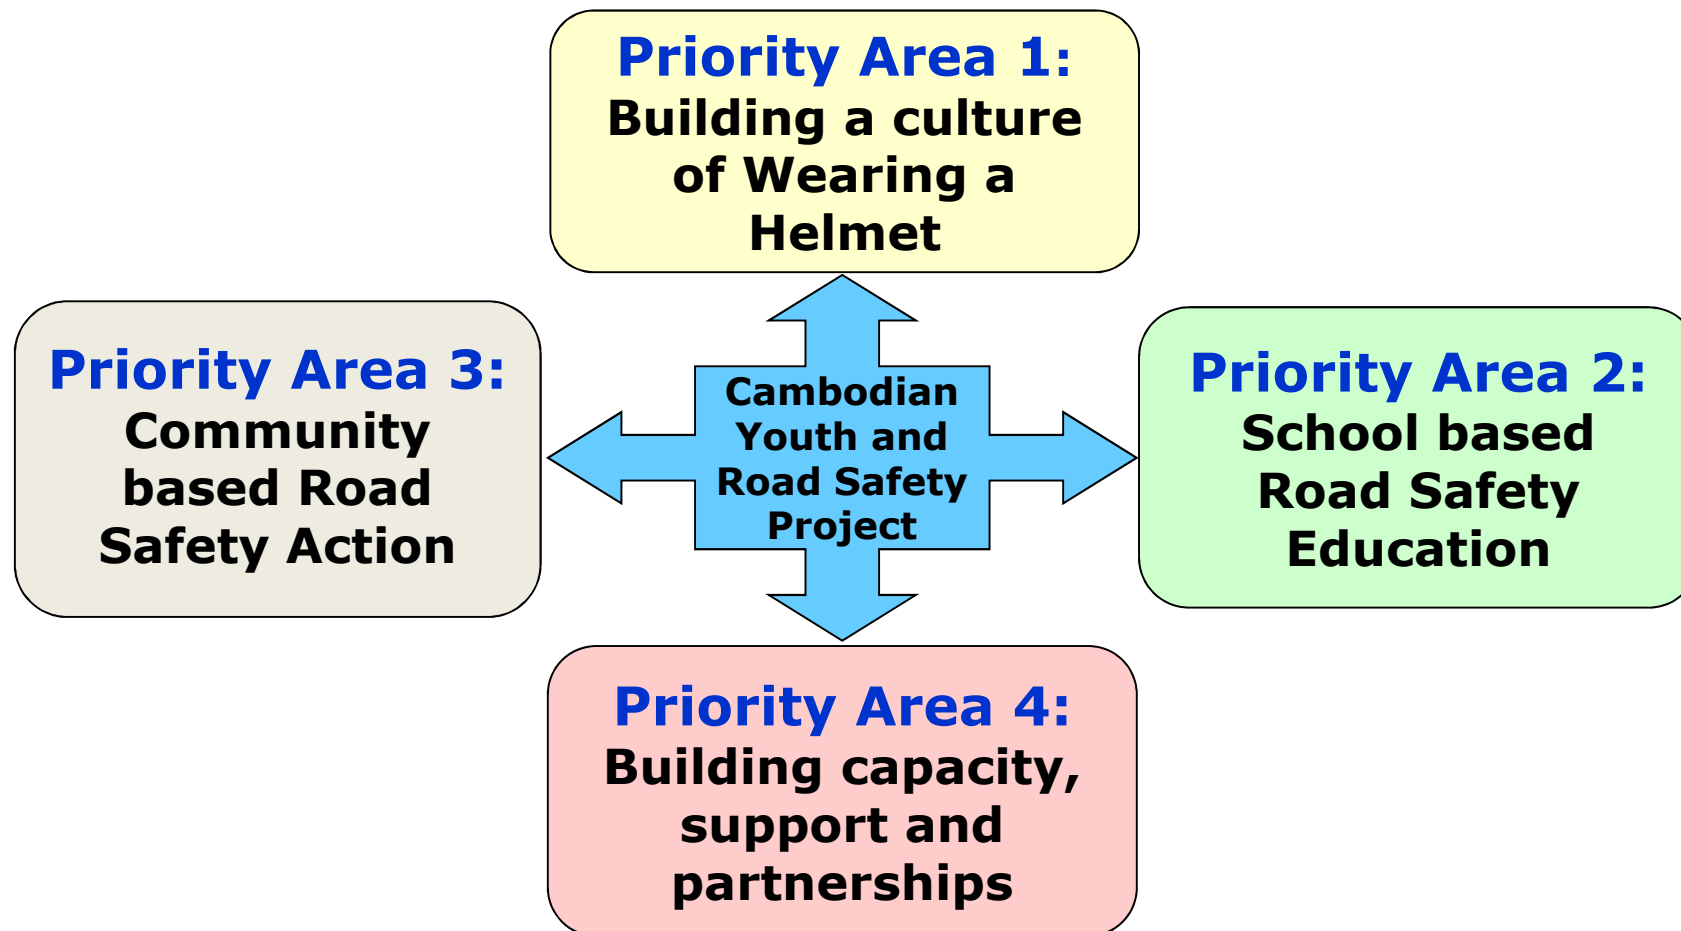 Priority Area 1:
Building a culture
of Wearing a
Helmet
Priority Area 3:
Community
based Road
Safety Action
Cambodian
Youth and
Road Safety
Project
Priority Area 2:
School based
Road Safety
Education
Priority Area 4:
Building capacity,
support and
partnerships